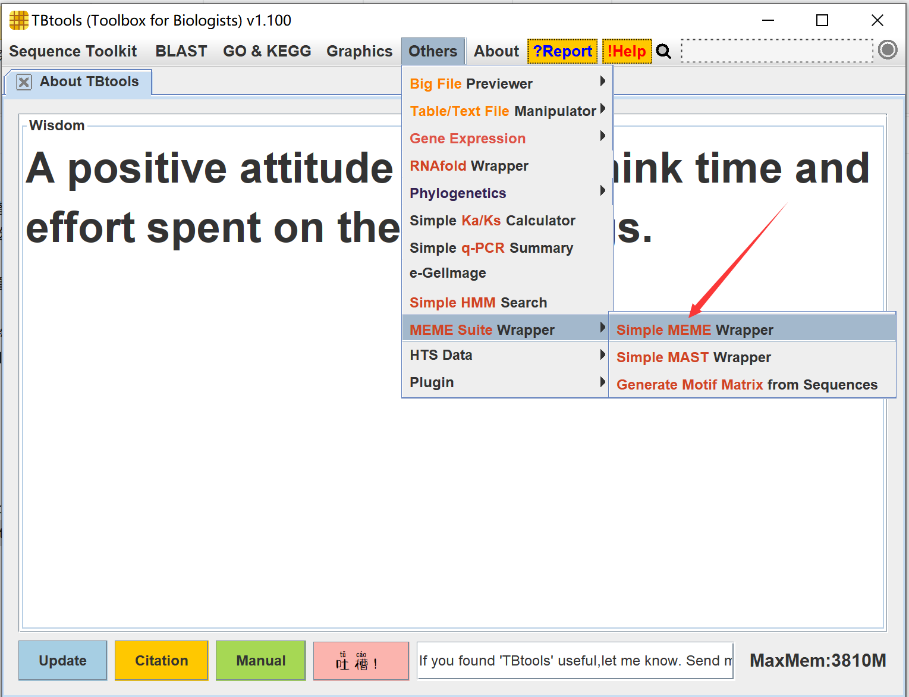 TBtools (Toolbox for Biologists) v1.100
Sequence Toolkit BLAST GO & KEGG Graphics Others About ?Report !Help
About TBtools
Wisdom
A positive attitude hink time and
effort spent on the s.
Big File Previewer
Table/Text File Manipulator
Gene Expression
RNAfold Wrapper
Phylogenetics
Simple Ka/Ks Calculator
Simple q-PCR Summary
e-GelImage
Simple HMM Search
MEME Suite Wrapper
HTS Data
Plugin
Simple MEME Wrapper
Simple MAST Wrapper
Generate Motif Matrix from Sequences
Update Citation Manual
tǔ cáo
吐 槽！
If you found 'TBtools' useful,let me know. Send m
MaxMem:3810M